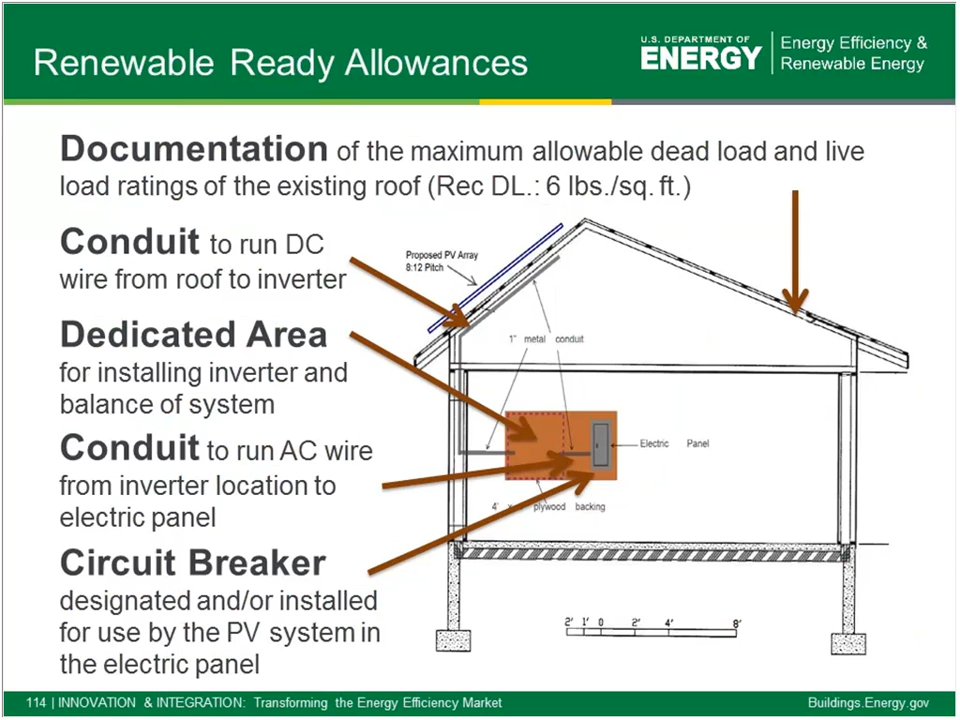 Renewable Ready Allowances
U.S. DEPARTMENT OF
ENERGY
Energy Efficiency &
Renewable Energy
Documentation of the maximum allowable dead load and live
load ratings of the existing roof (Rec DL.: 6 lbs./sq. ft.)
Conduit to run DC
wire from roof to inverter
Proposed PV Array
8:12 Pitch
Dedicated Area
for installing inverter and
balance of system
1" metal conduit
Conduit to run AC wire
from inverter location to
electric panel
Electric Panel
4' x plywood backing
Circuit Breaker
designated and/or installed
for use by the PV system in
the electric panel
2' 1' 0 2' 4' 8'
114 | INNOVATION & INTEGRATION: Transforming the Energy Efficiency Market
Buildings.Energy.gov